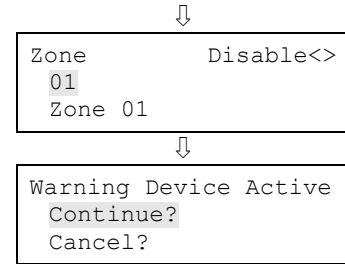 ⇩
Zone Disable<>
01
Zone 01
⇩
Warning Device Active
Continue?
Cancel?